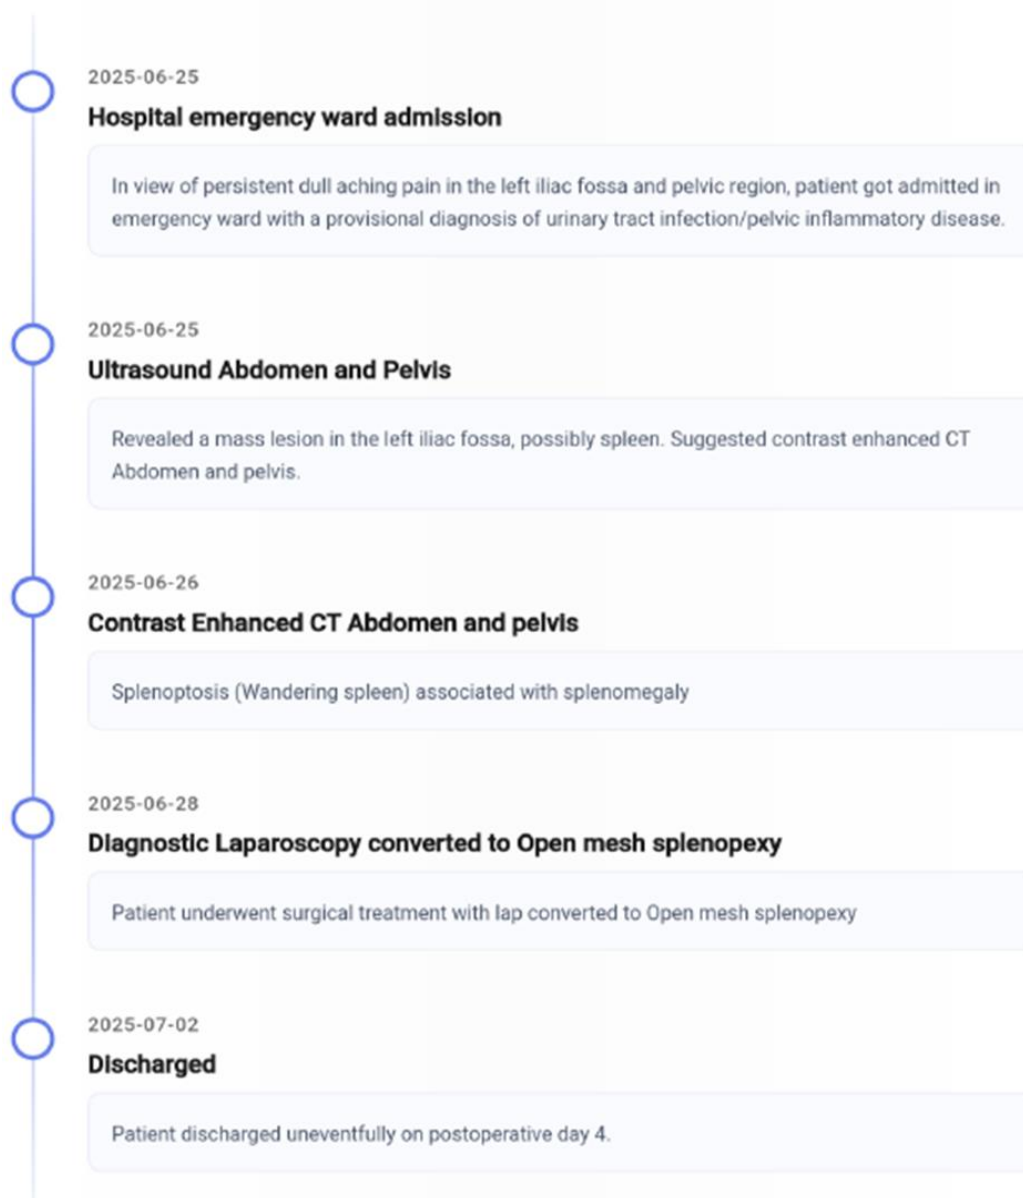 2025-06-25
Hospital emergency ward admission
In view of persistent dull aching pain in the left iliac fossa and pelvic region, patient got admitted in
emergency ward with a provisional diagnosis of urinary tract infection/pelvic inflammatory disease.
2025-06-25
Ultrasound Abdomen and Pelvis
Revealed a mass lesion in the left iliac fossa, possibly spleen. Suggested contrast enhanced CT
Abdomen and pelvis.
2025-06-26
Contrast Enhanced CT Abdomen and pelvis
Splenoptosis (Wandering spleen) associated with splenomegaly
2025-06-28
Diagnostic Laparoscopy converted to Open mesh splenopexy
Patient underwent surgical treatment with lap converted to Open mesh splenopexy
2025-07-02
Discharged
Patient discharged uneventfully on postoperative day 4.